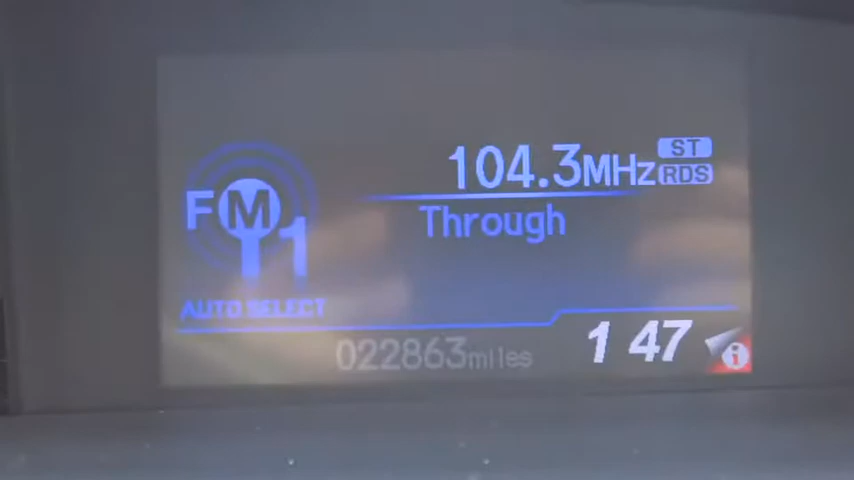 104.3MHz ST
RDS
FM1
Through
AUTO SELECT
022863miles
1 47
i